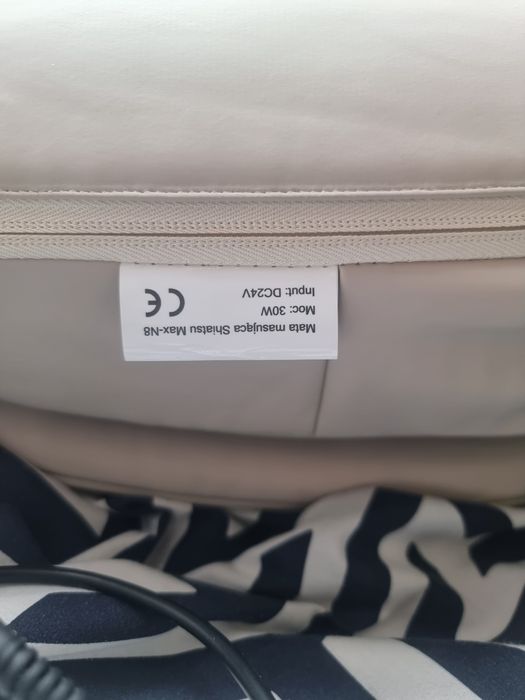 Mata masująca Shiatsu Max-N8
Moc: 30W
Input: DC24V
CE